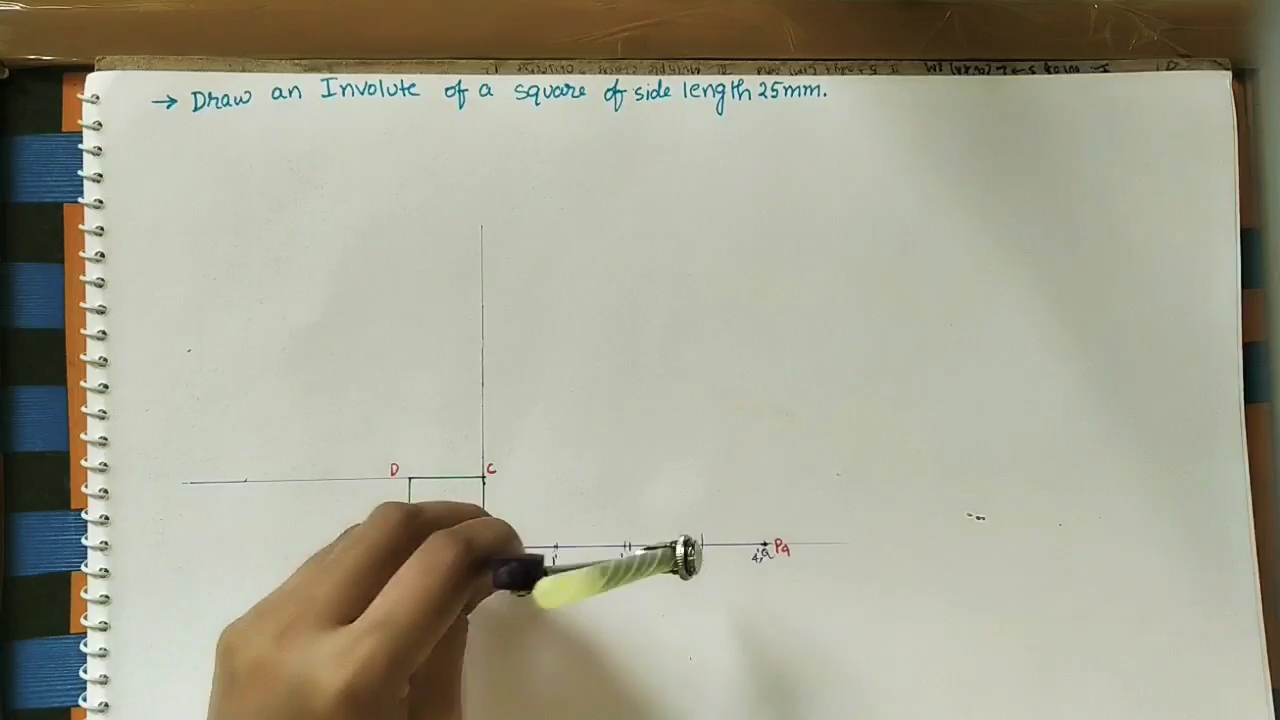 → Draw an Involute of a square of side length 25mm.
D C
P4